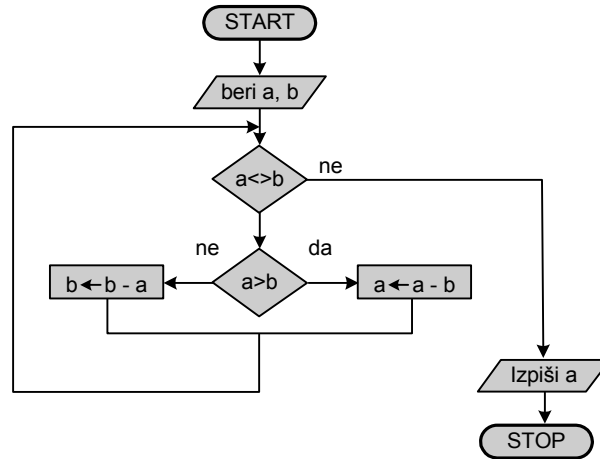 START
beri a, b
a<>b
ne
ne
da
b←b - a
a>b
a←a - b
Izpiši a
STOP